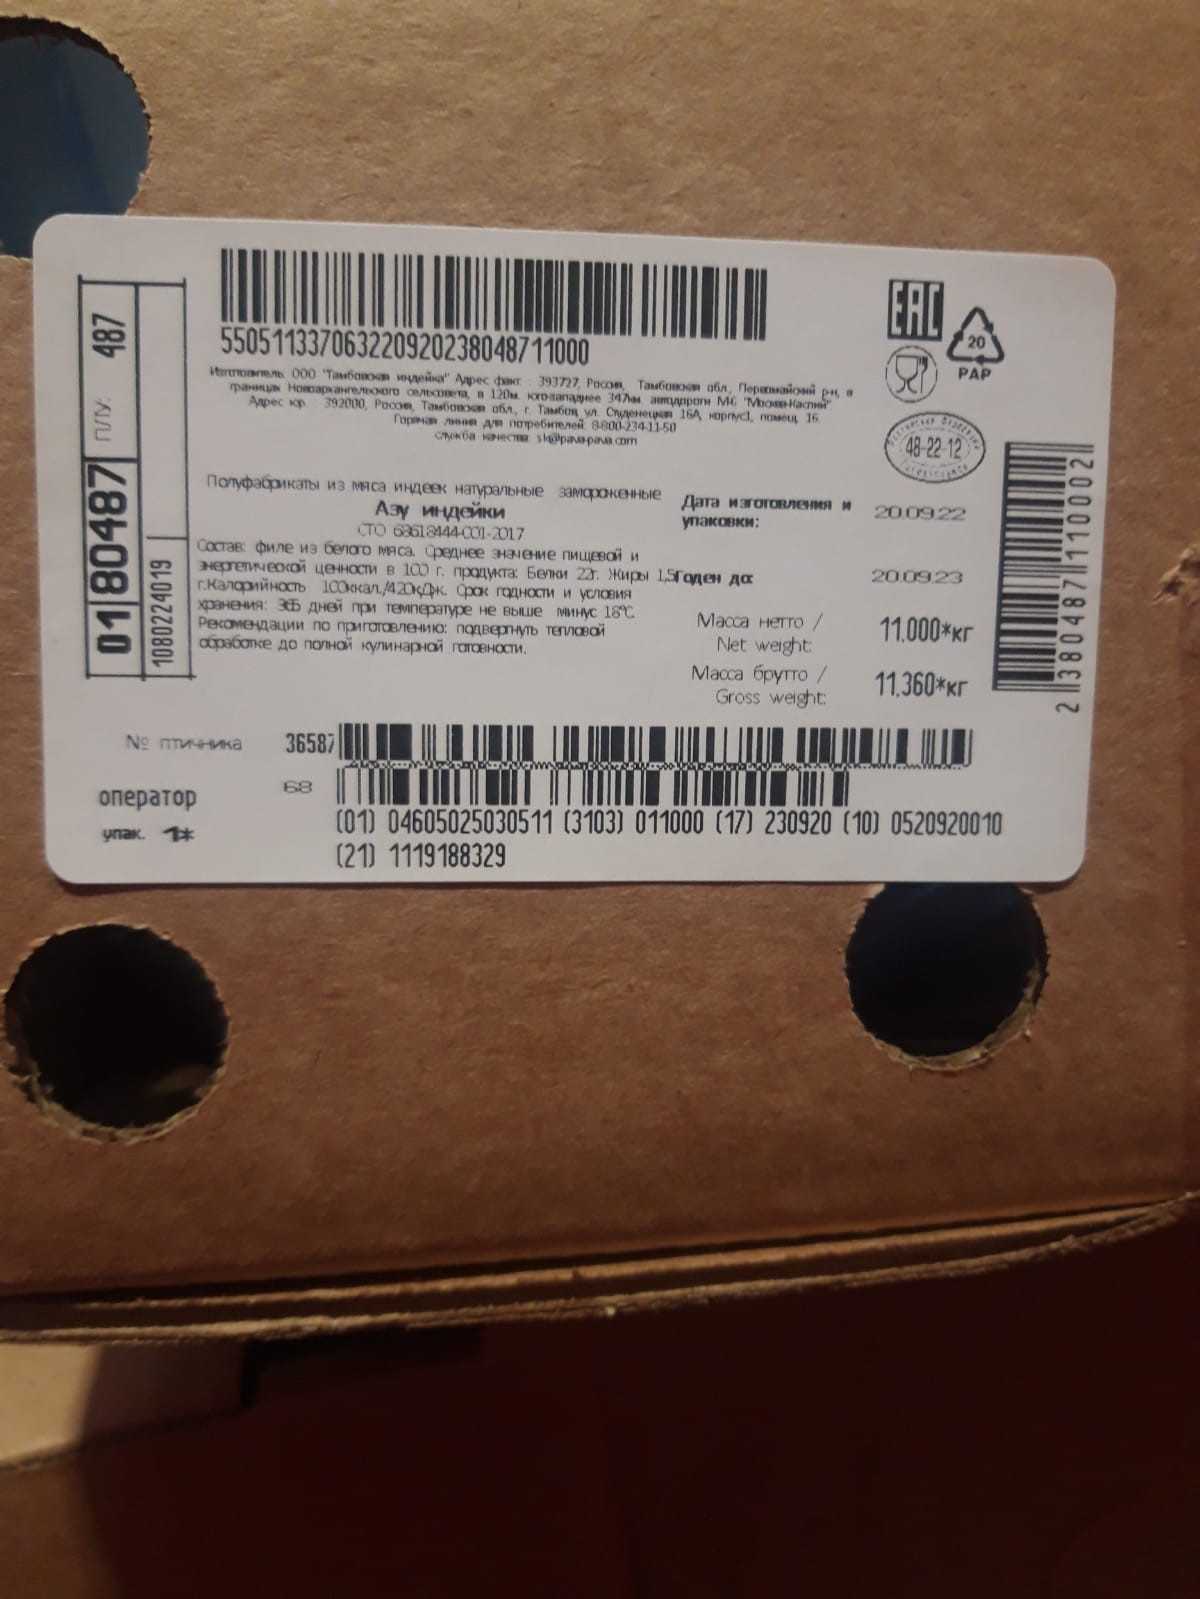 550511337063220920238048711000
Изготовитель: ООО "Тамбовская индейка" Адрес факт.: 393727, Россия, Тамбовская обл., Первомайский р-н, в
границах Новоархангельского сельсовета, в 120м. юго-западнее 347км. автодороги М6 "Москва-Каспий"
Адрес юр. 392000, Россия, Тамбовская обл., г. Тамбов, ул. Студенецкая 16А, корпус1, помещ. 16.
Горячая линия для потребителей: 8-800-234-11-50
служба качества: sk@pava-pava.com
EAC
20
PAP
48-22-12
П/ПУ: 487
01 80487
1080224019
Полуфабрикаты из мяса индеек натуральные замороженные
Азу индейки
СТО 68618444-001-2017
Состав: филе из белого мяса. Среднее значение пищевой и
энергетической ценности в 100 г. продукта: Белки 22г. Жиры 1,5
г.Калорийность 100ккал./420кДж. Срок годности и условия
хранения: 365 дней при температуре не выше минус 18°С.
Рекомендации по приготовлению: подвергнуть тепловой
обработке до полной кулинарной готовности.
Дата изготовления и
упаковки:
20.09.22
Годен до:
20.09.23
Масса нетто /
Net weight:
11.000*кг
Масса брутто /
Gross weight:
11.360*кг
2 380487 110002
№ птичника
36587
оператор
68
упак. 1*
(01) 04605025030511 (3103) 011000 (17) 230920 (10) 0520920010
(21) 1119188329